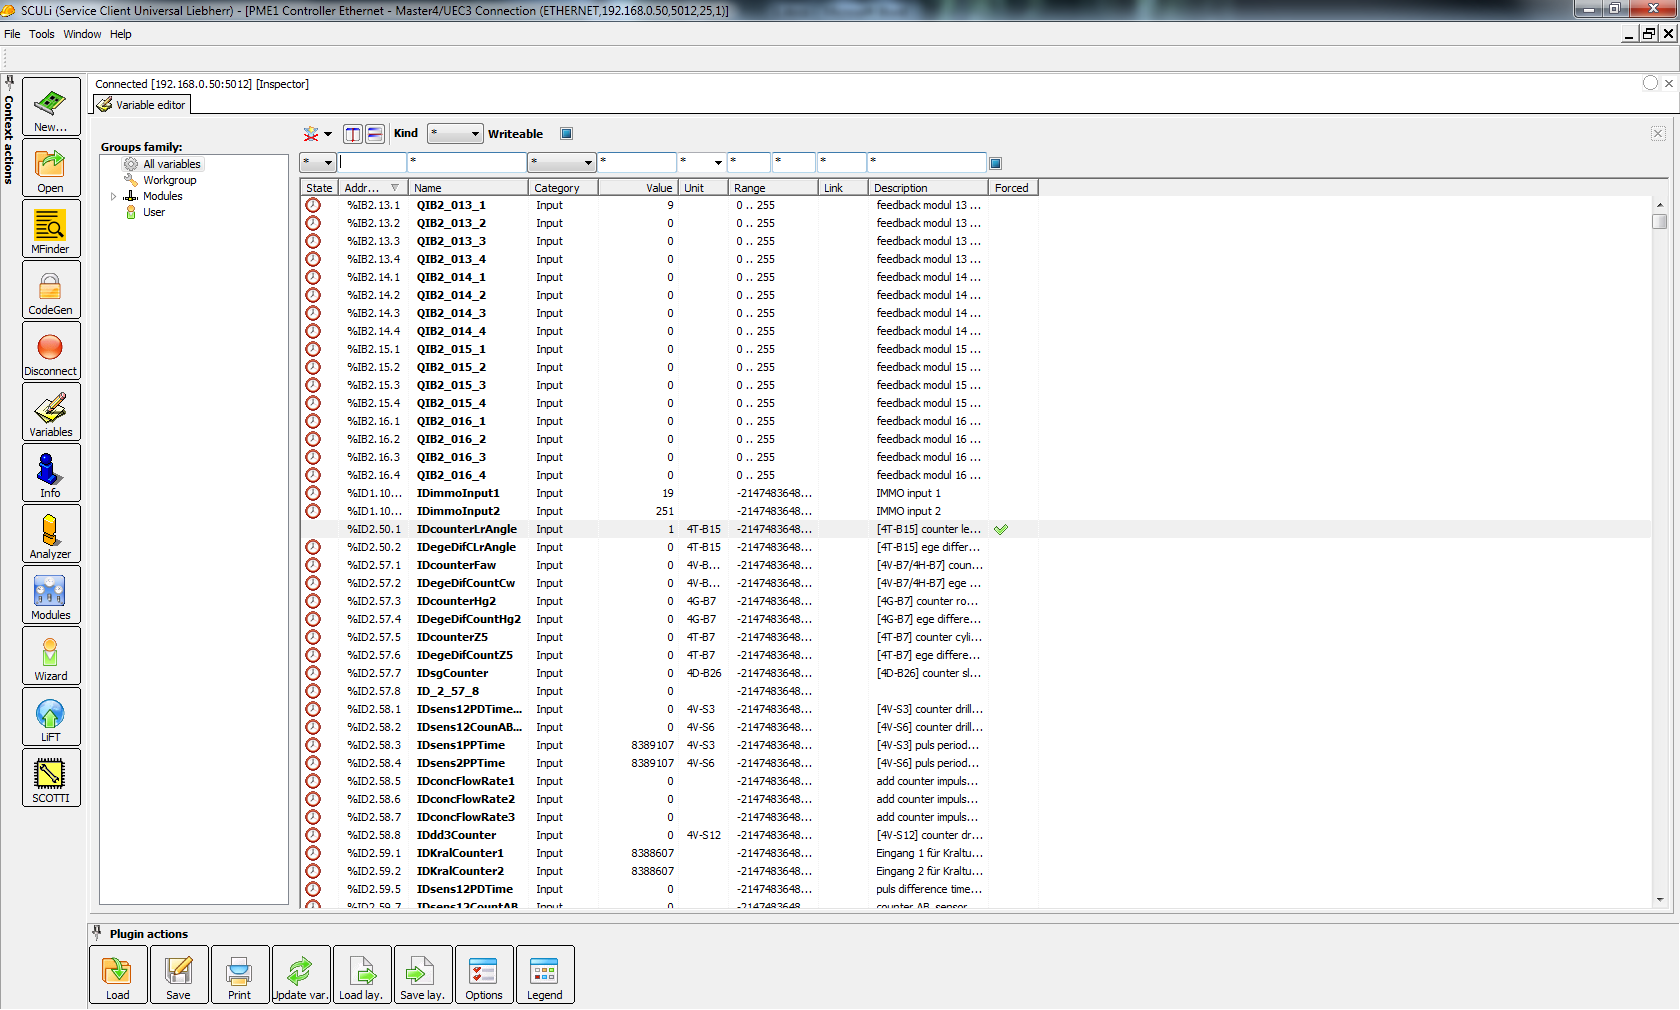 SCULi (Service Client Universal Liebherr) - [PME1 Controller Ethernet - Master4/UEC3 Connection (ETHERNET,192.168.0.50,5012,25,1)]
File Tools Window Help
Context actions
New...
Open
MFinder
CodeGen
Disconnect
Variables
Info
Analyzer
Modules
Wizard
LiFT
SCOTTI
Connected [192.168.0.50:5012] [Inspector]
Variable editor
Groups family:
All variables
Workgroup
Modules
User
Kind * Writeable
* * * * * * * * *
State Addr... Name Category Value Unit Range Link Description Forced
%IB2.13.1 QIB2_013_1 Input 9 0 .. 255 feedback modul 13 ...
%IB2.13.2 QIB2_013_2 Input 0 0 .. 255 feedback modul 13 ...
%IB2.13.3 QIB2_013_3 Input 0 0 .. 255 feedback modul 13 ...
%IB2.13.4 QIB2_013_4 Input 0 0 .. 255 feedback modul 13 ...
%IB2.14.1 QIB2_014_1 Input 0 0 .. 255 feedback modul 14 ...
%IB2.14.2 QIB2_014_2 Input 0 0 .. 255 feedback modul 14 ...
%IB2.14.3 QIB2_014_3 Input 0 0 .. 255 feedback modul 14 ...
%IB2.14.4 QIB2_014_4 Input 0 0 .. 255 feedback modul 14 ...
%IB2.15.1 QIB2_015_1 Input 0 0 .. 255 feedback modul 15 ...
%IB2.15.2 QIB2_015_2 Input 0 0 .. 255 feedback modul 15 ...
%IB2.15.3 QIB2_015_3 Input 0 0 .. 255 feedback modul 15 ...
%IB2.15.4 QIB2_015_4 Input 0 0 .. 255 feedback modul 15 ...
%IB2.16.1 QIB2_016_1 Input 0 0 .. 255 feedback modul 16 ...
%IB2.16.2 QIB2_016_2 Input 0 0 .. 255 feedback modul 16 ...
%IB2.16.3 QIB2_016_3 Input 0 0 .. 255 feedback modul 16 ...
%IB2.16.4 QIB2_016_4 Input 0 0 .. 255 feedback modul 16 ...
%ID1.10... IDimmoInput1 Input 19 -2147483648... IMMO input 1
%ID1.10... IDimmoInput2 Input 251 -2147483648... IMMO input 2
%ID2.50.1 IDcounterLrAngle Input 1 4T-B15 -2147483648... [4T-B15] counter le...
%ID2.50.2 IDegeDifCLrAngle Input 0 4T-B15 -2147483648... [4T-B15] ege differ...
%ID2.57.1 IDcounterFaw Input 0 4V-B... -2147483648... [4V-B7/4H-B7] coun...
%ID2.57.2 IDegeDifCountCw Input 0 4V-B... -2147483648... [4V-B7/4H-B7] ege ...
%ID2.57.3 IDcounterHg2 Input 0 4G-B7 -2147483648... [4G-B7] counter ro...
%ID2.57.4 IDegeDifCountHg2 Input 0 4G-B7 -2147483648... [4G-B7] ege differe...
%ID2.57.5 IDcounterZ5 Input 0 4T-B7 -2147483648... [4T-B7] counter cyli...
%ID2.57.6 IDegeDifCountZ5 Input 0 4T-B7 -2147483648... [4T-B7] ege differe...
%ID2.57.7 IDsgCounter Input 0 4D-B26 -2147483648... [4D-B26] counter sl...
%ID2.57.8 ID_2_57_8 Input 0 -2147483648...
%ID2.58.1 IDsens12PDTime... Input 0 4V-S3 -2147483648... [4V-S3] counter drill...
%ID2.58.2 IDsens12CounAB... Input 0 4V-S6 -2147483648... [4V-S6] counter drill...
%ID2.58.3 IDsens1PPTime Input 8389107 4V-S3 -2147483648... [4V-S3] puls period...
%ID2.58.4 IDsens2PPTime Input 8389107 4V-S6 -2147483648... [4V-S6] puls period...
%ID2.58.5 IDconcFlowRate1 Input 0 -2147483648... add counter impuls...
%ID2.58.6 IDconcFlowRate2 Input 0 -2147483648... add counter impuls...
%ID2.58.7 IDconcFlowRate3 Input 0 -2147483648... add counter impuls...
%ID2.58.8 IDdd3Counter Input 0 4V-S12 -2147483648... [4V-S12] counter dr...
%ID2.59.1 IDKralCounter1 Input 8388607 -2147483648... Eingang 1 für Kraltu...
%ID2.59.2 IDKralCounter2 Input 8388607 -2147483648... Eingang 2 für Kraltu...
%ID2.59.5 IDsens12PDTime Input 0 -2147483648... puls difference time...
%ID2.59.7 IDsens12CountAB Input 0 -2147483648 counter AB sensor
Plugin actions
Load
Save
Print
Update var.
Load lay.
Save lay.
Options
Legend